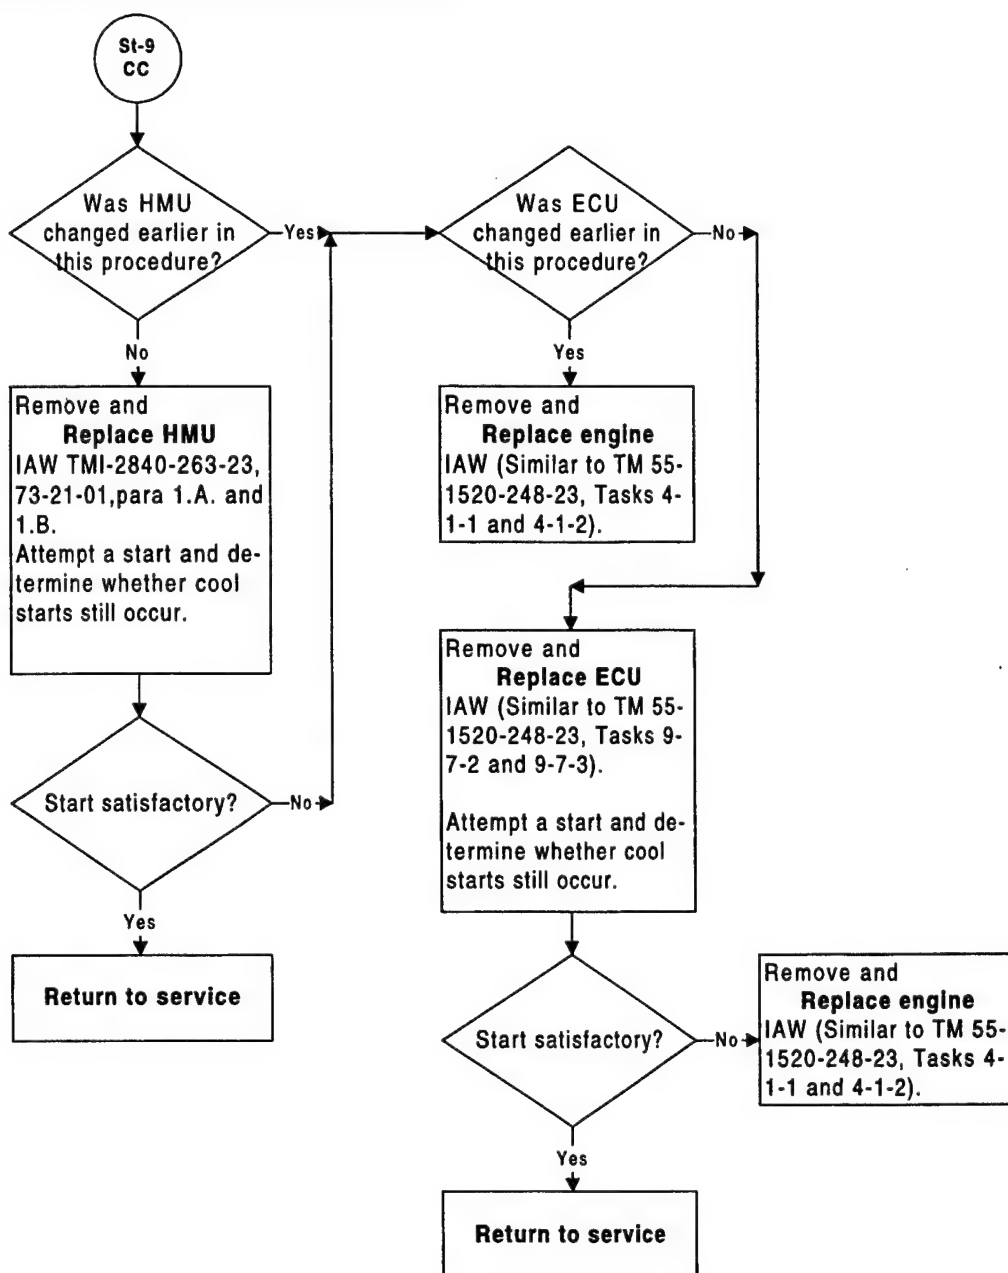 St-9
CC
Was HMU
changed earlier in
this procedure?
Yes
No
Remove and
Replace HMU
IAW TMI-2840-263-23,
73-21-01,para 1.A. and
1.B.
Attempt a start and de-
termine whether cool
starts still occur.
Start satisfactory?
No
Yes
Return to service
Was ECU
changed earlier in
this procedure?
No
Yes
Remove and
Replace engine
IAW (Similar to TM 55-
1520-248-23, Tasks 4-
1-1 and 4-1-2).
Remove and
Replace ECU
IAW (Similar to TM 55-
1520-248-23, Tasks 9-
7-2 and 9-7-3).
Attempt a start and de-
termine whether cool
starts still occur.
Start satisfactory?
No
Yes
Remove and
Replace engine
IAW (Similar to TM 55-
1520-248-23, Tasks 4-
1-1 and 4-1-2).
Return to service